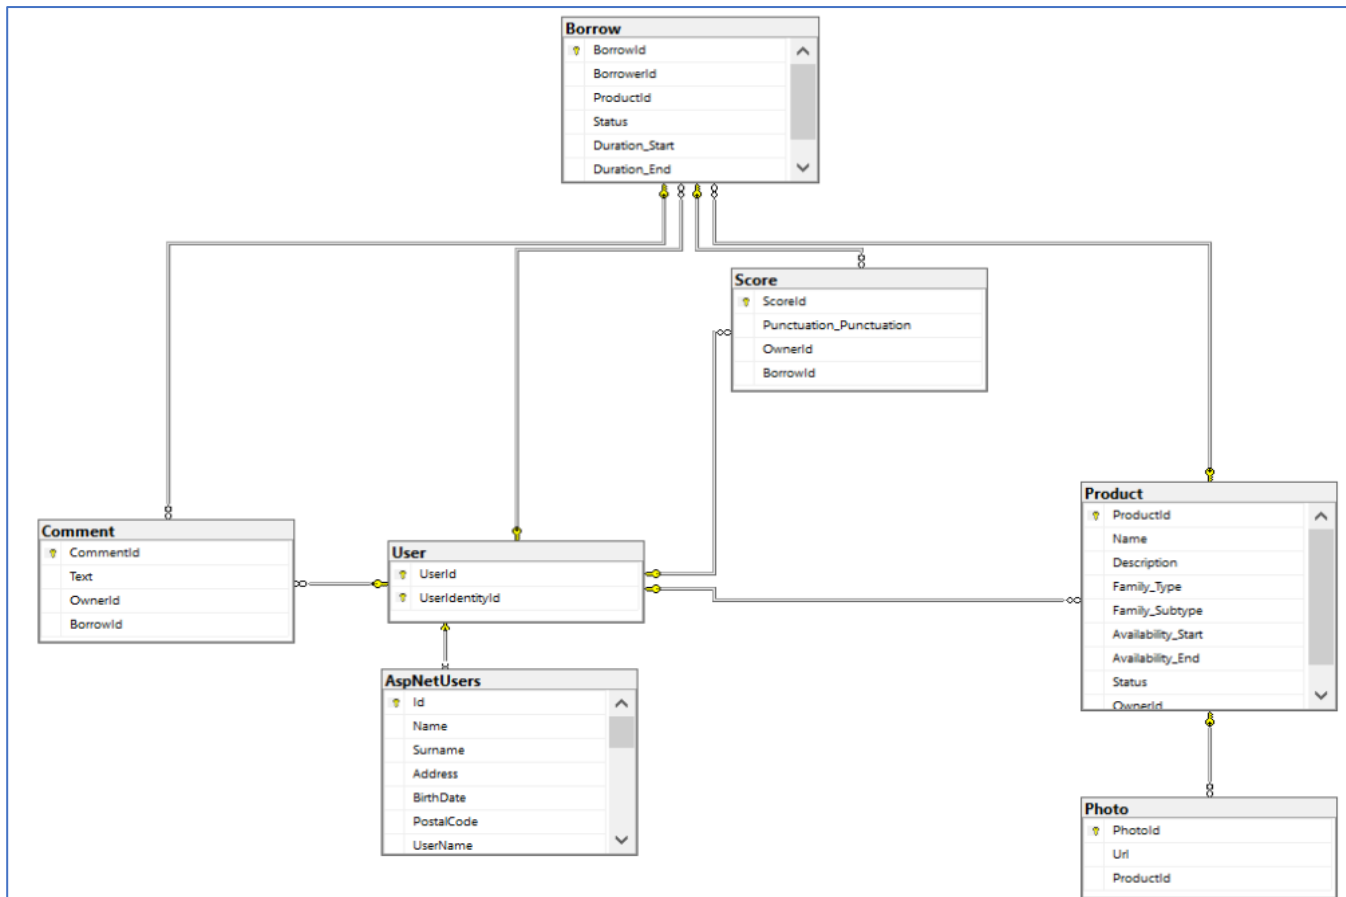 Borrow
BorrowId
BorrowerId
ProductId
Status
Duration_Start
Duration_End
Score
ScoreId
Punctuation_Punctuation
OwnerId
BorrowId
Product
ProductId
Name
Description
Family_Type
Family_Subtype
Availability_Start
Availability_End
Status
OwnerId
Comment
CommentId
Text
OwnerId
BorrowId
User
UserId
UserIdentityId
AspNetUsers
Id
Name
Surname
Address
BirthDate
PostalCode
UserName
Photo
PhotoId
Url
ProductId